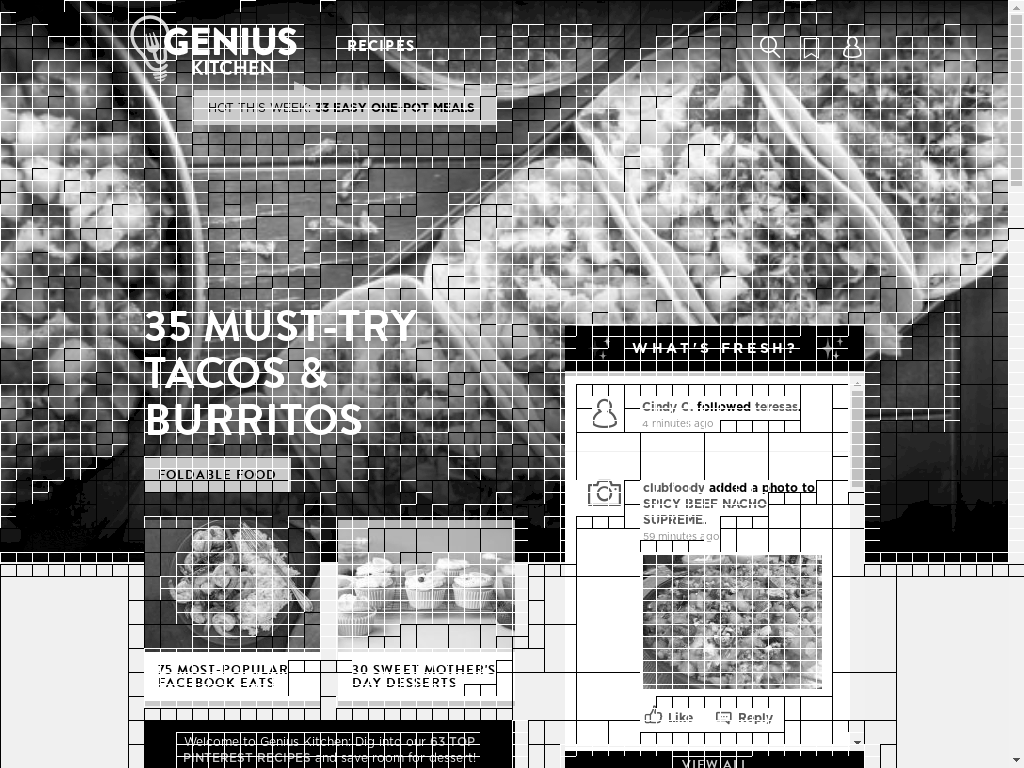 GENIUS
KITCHEN
RECIPES
HOT THIS WEEK: 33 EASY ONE-POT MEALS
35 MUST-TRY
TACOS &
BURRITOS
FOLDABLE FOOD
WHAT'S FRESH?
Cindy C. followed teresas.
4 minutes ago
clubfoody added a photo to
SPICY BEEF NACHO
SUPREME.
59 minutes ago
Like Reply
VIEW ALL
75 MOST-POPULAR
FACEBOOK EATS
30 SWEET MOTHER'S
DAY DESSERTS
Welcome to Genius Kitchen: Dig into our 63 TOP
PINTEREST RECIPES and save room for dessert!